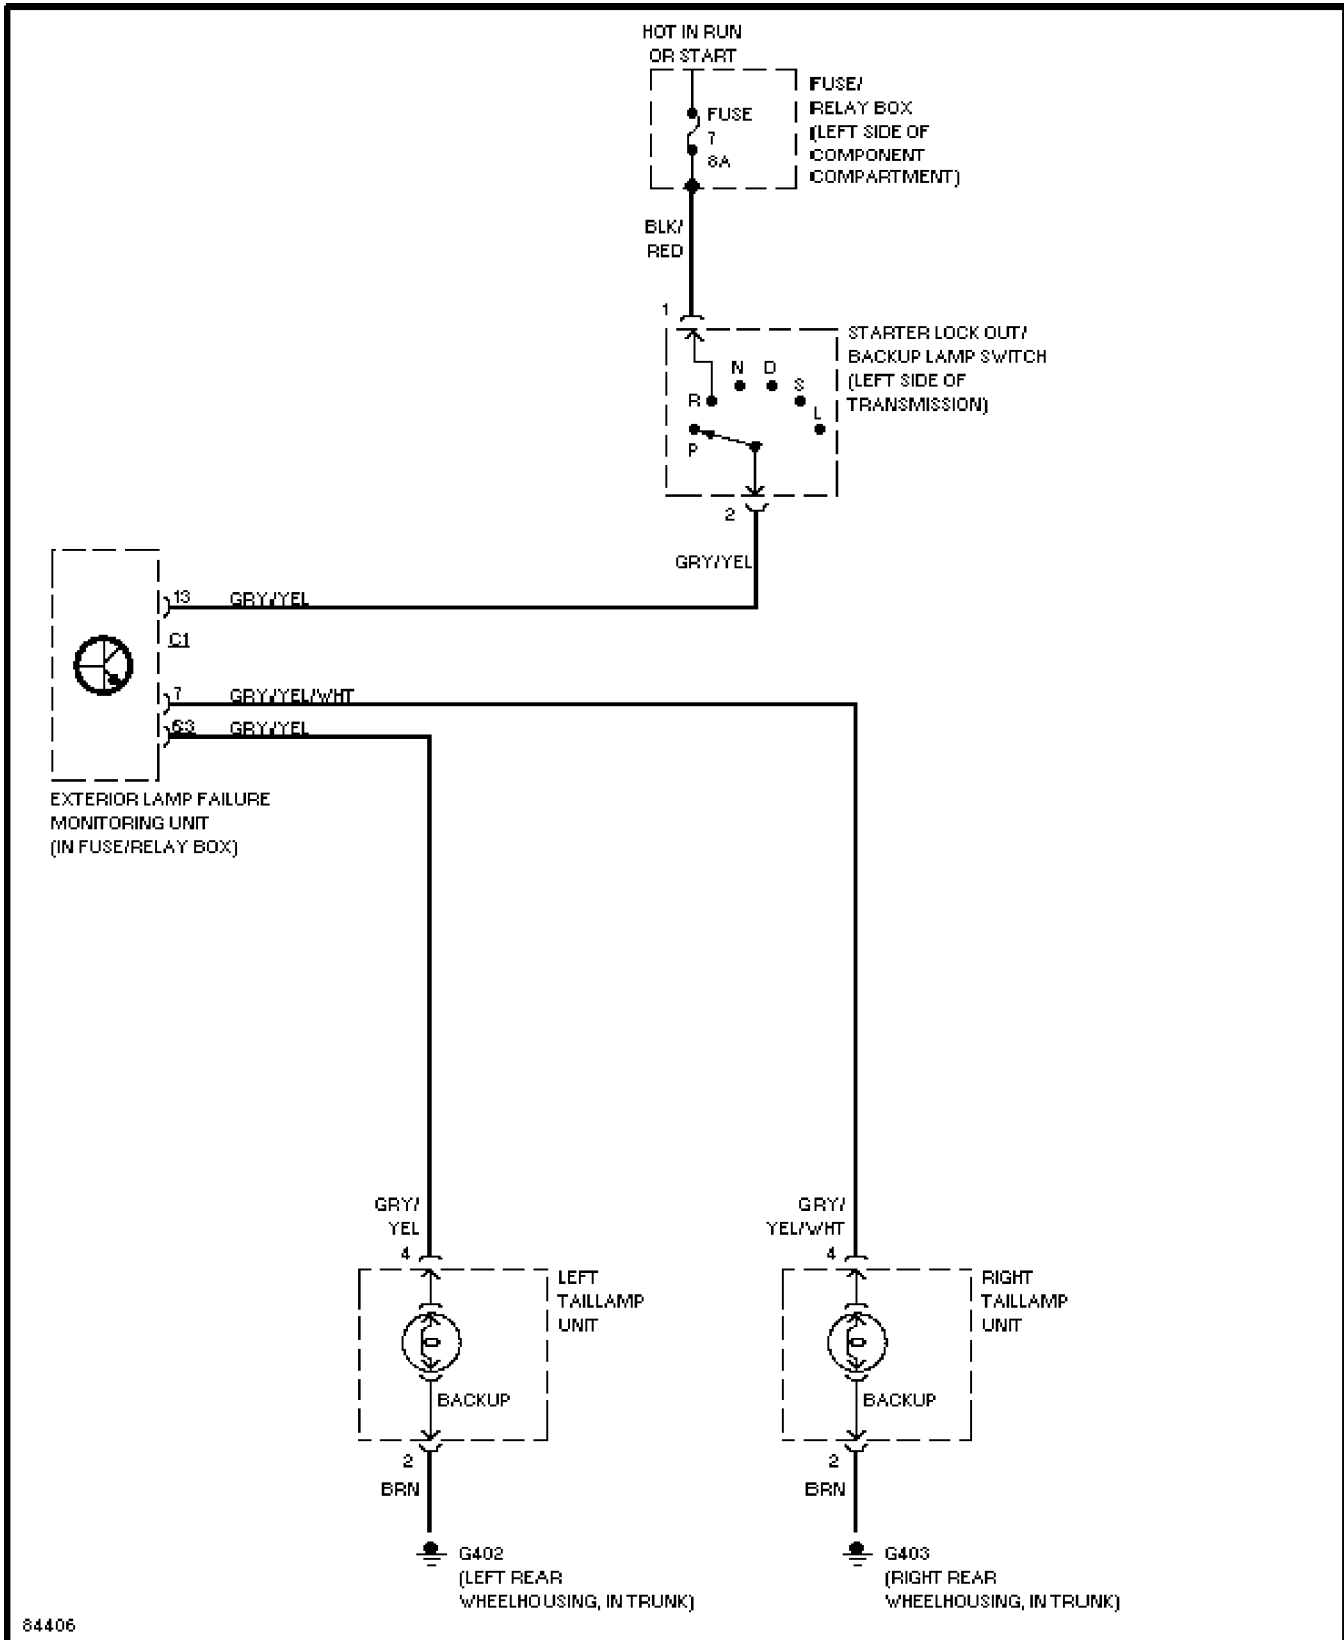 HOT IN RUN
OR START
FUSE/
RELAY BOX
(LEFT SIDE OF
COMPONENT
COMPARTMENT)
FUSE
7
8A
BLK/
RED
1
STARTER LOCK OUT/
BACKUP LAMP SWITCH
(LEFT SIDE OF
TRANSMISSION)
N D
R S
P L
2
GRY/YEL
13 GRY/YEL
C1
7 GRY/YEL/WHT
GRY/YEL
EXTERIOR LAMP FAILURE
MONITORING UNIT
(IN FUSE/RELAY BOX)
GRY/
YEL
4
GRY/
YEL/WHT
4
LEFT
TAILLAMP
UNIT
RIGHT
TAILLAMP
UNIT
BACKUP
BACKUP
2
BRN
2
BRN
G402
(LEFT REAR
WHEELHOUSING, IN TRUNK)
G403
(RIGHT REAR
WHEELHOUSING, IN TRUNK)
84406